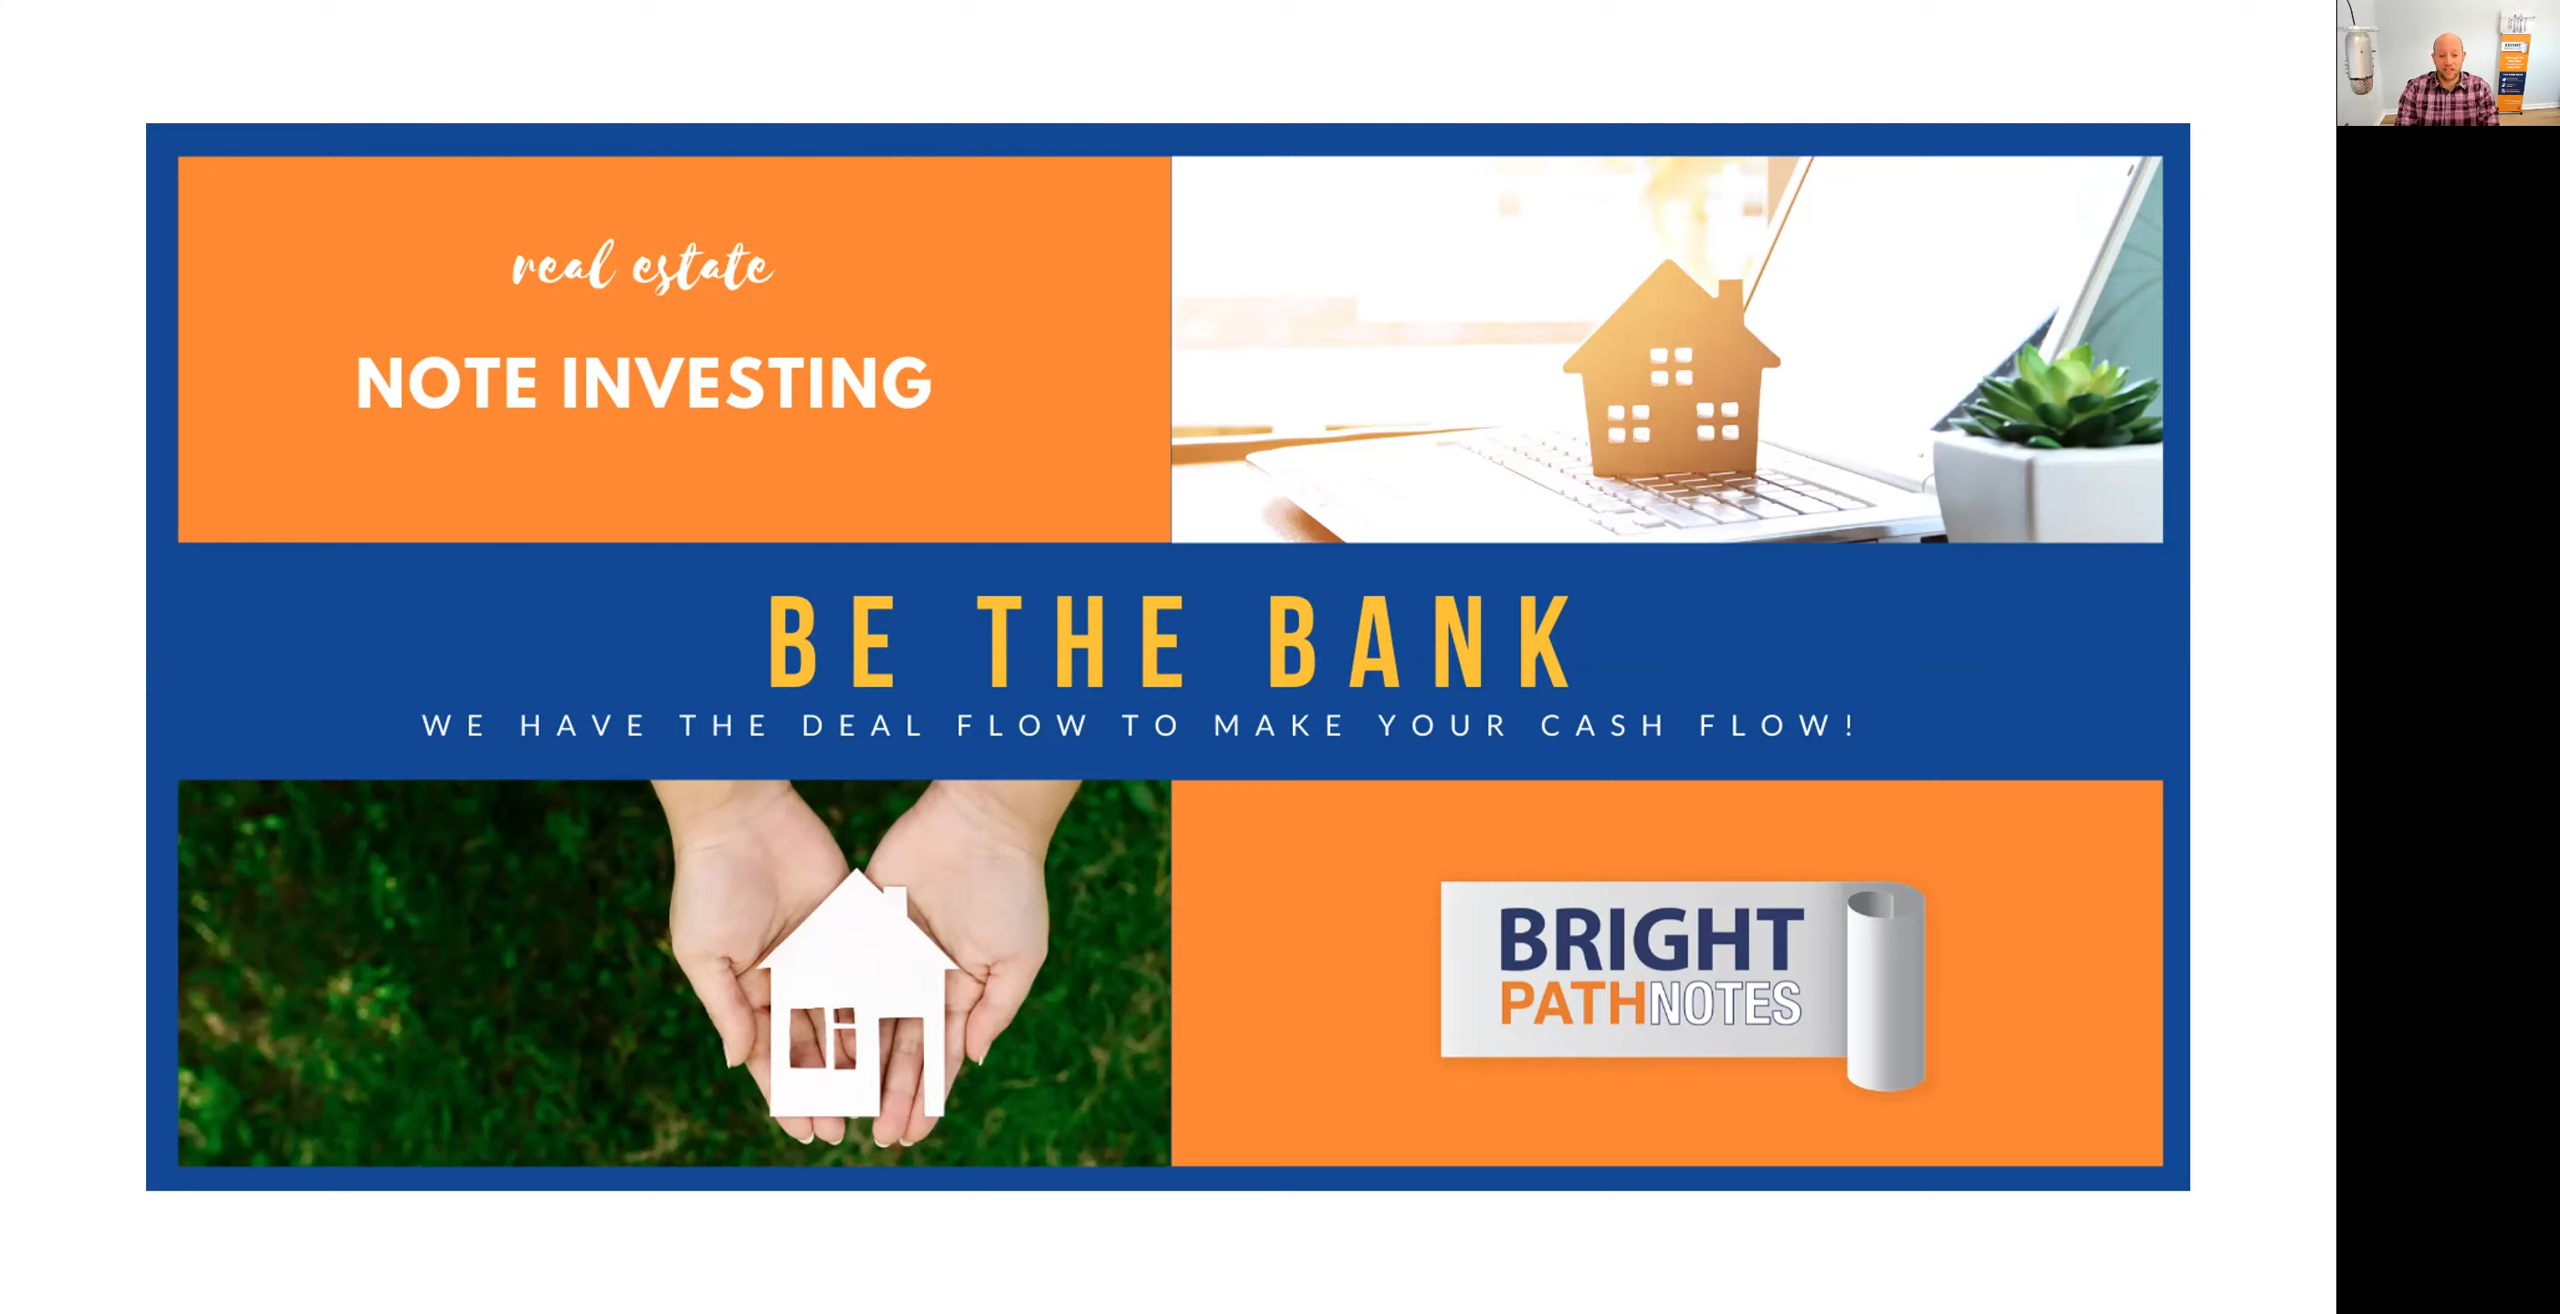 real estate
NOTE INVESTING
BE THE BANK
WE HAVE THE DEAL FLOW TO MAKE YOUR CASH FLOW!
BRIGHT
PATHNOTES